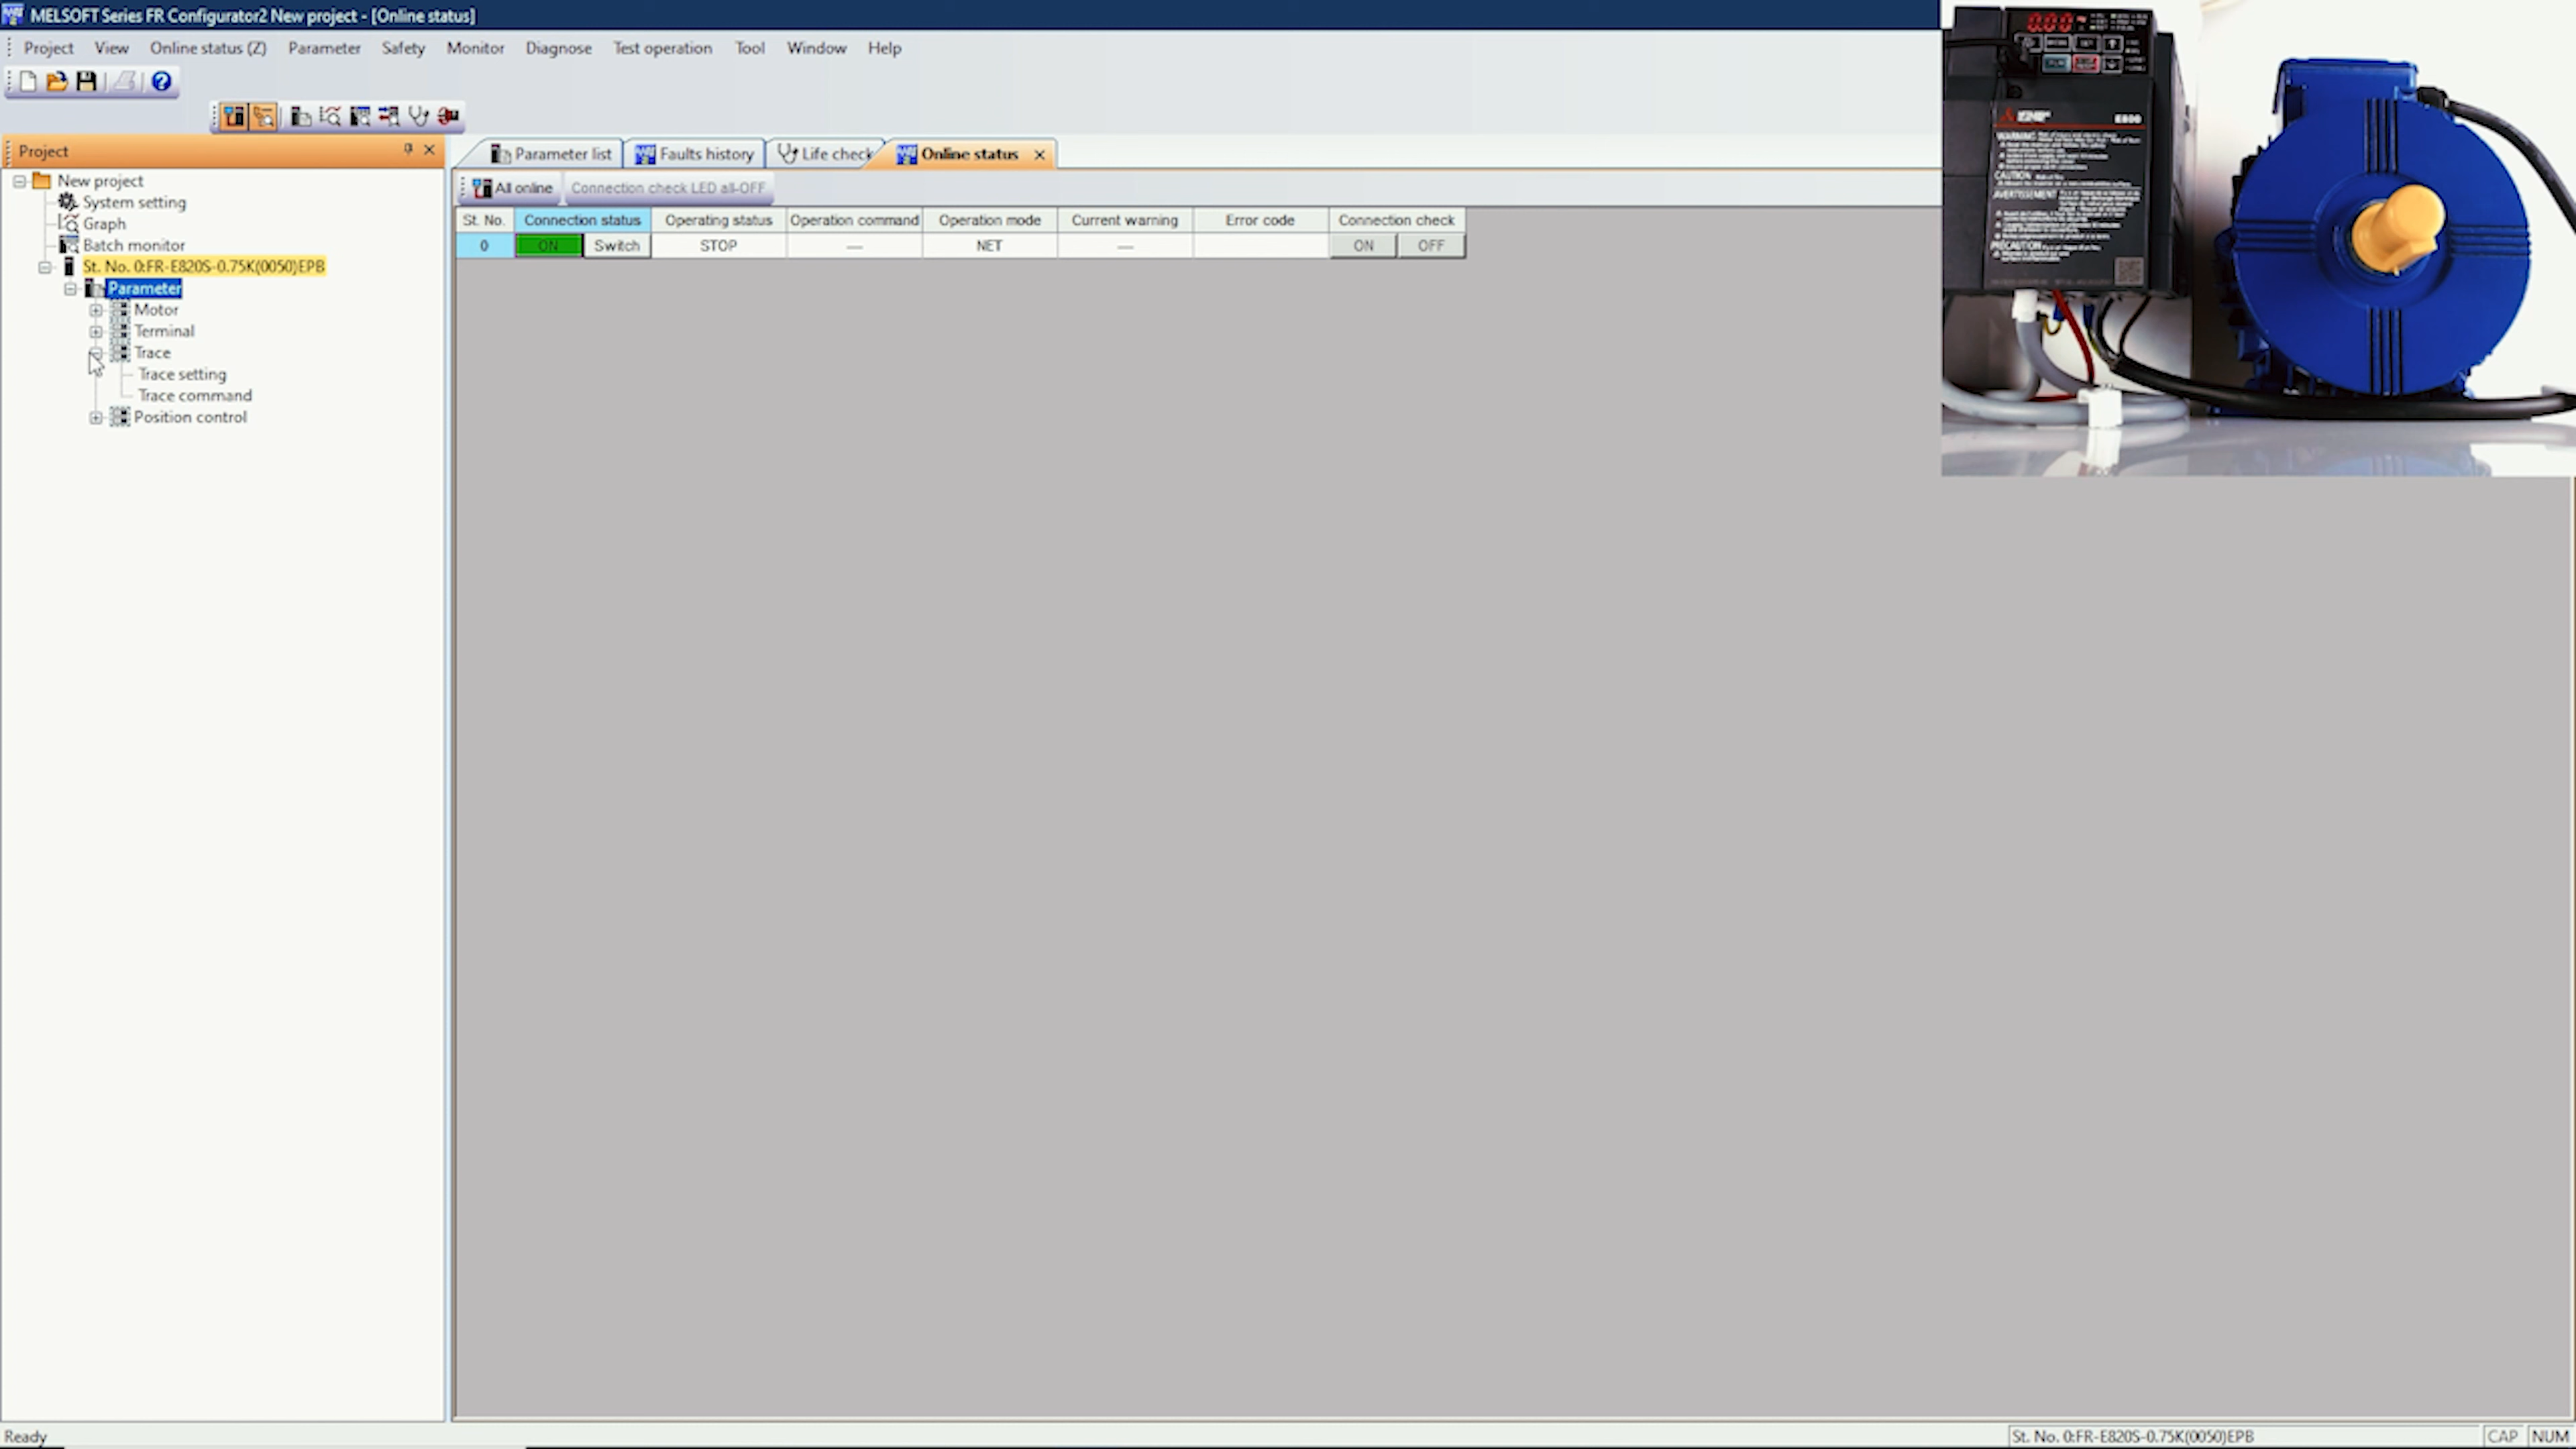 MELSOFT Series FR Configurator2 New project - [Online status]
Project View Online status (Z) Parameter Safety Monitor Diagnose Test operation Tool Window Help
Project
New project
System setting
Graph
Batch monitor
St. No. 0:FR-E820S-0.75K(0050)EPB
Parameter
Motor
Terminal
Trace
Trace setting
Trace command
Position control
Parameter list Faults history Life check Online status
All online Connection check LED all-OFF
St. No. Connection status Operating status Operation command Operation mode Current warning Error code Connection check
0 ON Switch STOP — NET — ON OFF
0.00
E800
WARNING
CAUTION
AVERTISSEMENT
PRÉCAUTION
Ready
St. No. 0:FR-E820S-0.75K(0050)EPB CAP NUM